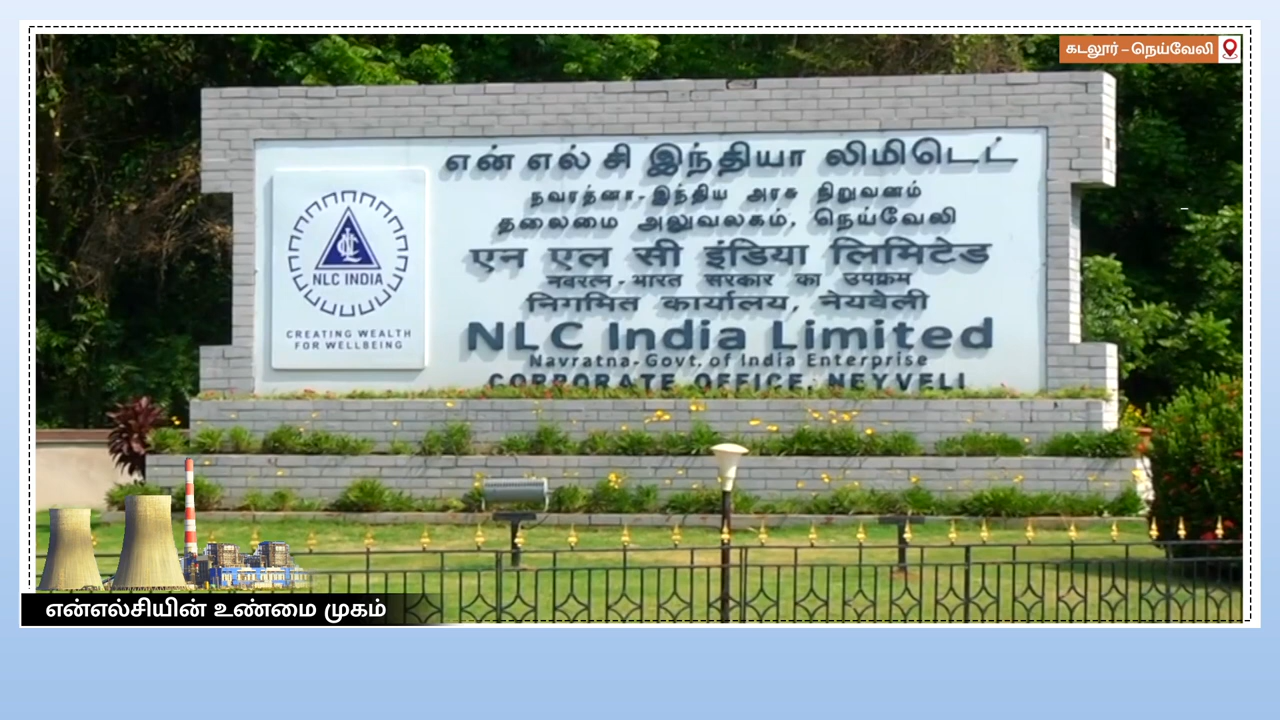 கடலூர் – நெய்வேலி
என் எல் சி இந்தியா லிமிடெட்
நவரத்னா-இந்திய அரசு நிறுவனம்
தலைமை அலுவலகம், நெய்வேலி
एन एल सी इंडिया लिमिटेड
नवरत्न-भारत सरकार का उपक्रम
निगमित कार्यालय, नेयवेली
NLC India Limited
Navratna-Govt. of India Enterprise
CORPORATE OFFICE, NEYVELI
NLC INDIA
CREATING WEALTH
FOR WELLBEING
என்எல்சியின் உண்மை முகம்